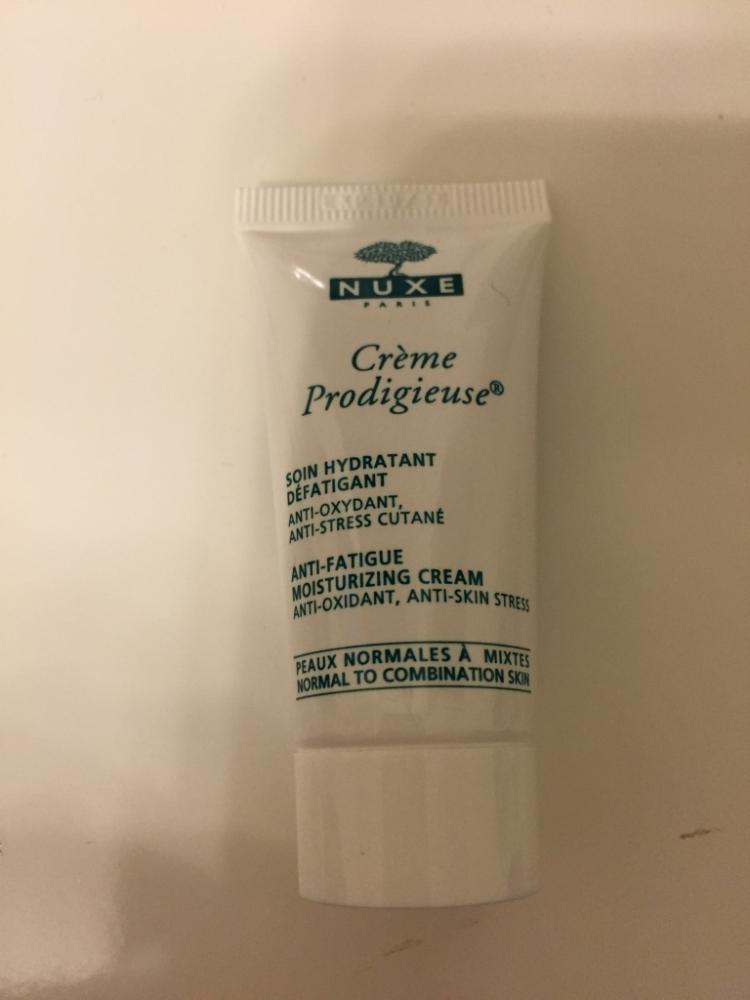 NUXE
PARIS
Crème
Prodigieuse®
SOIN HYDRATANT
DÉFATIGANT
ANTI-OXYDANT,
ANTI-STRESS CUTANÉ
ANTI-FATIGUE
MOISTURIZING CREAM
ANTI-OXIDANT, ANTI-SKIN STRESS
PEAUX NORMALES À MIXTES
NORMAL TO COMBINATION SKIN